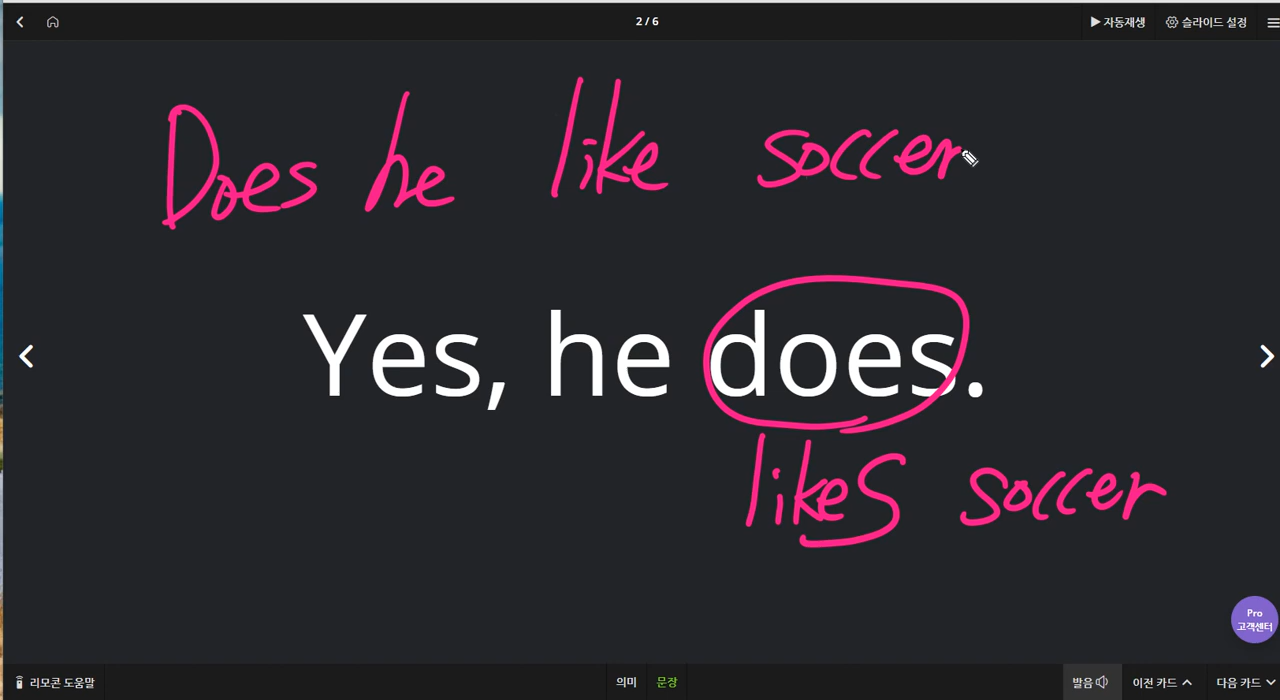 2 / 6
자동재생
슬라이드 설정
Does he like soccer
Yes, he does.
likes soccer
Pro
고객센터
리모콘 도움말
의미
문장
발음
이전 카드
다음 카드